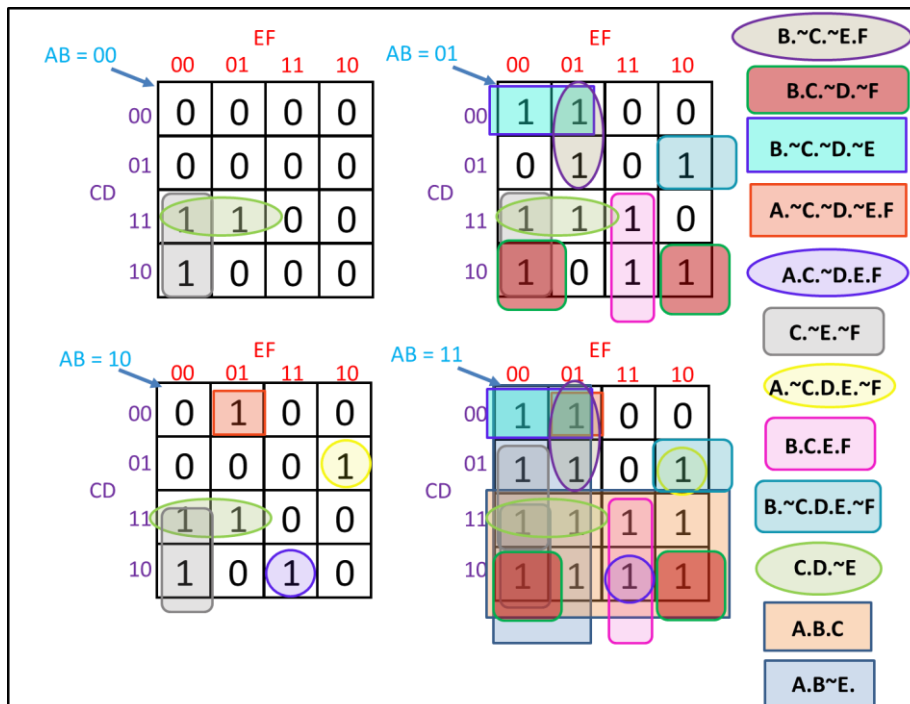 EF
AB = 00
00 01 11 10
00 0 0 0 0
01 0 0 0 0
CD
11 1 1 0 0
10 1 0 0 0
EF
AB = 01
00 01 11 10
00 1 1 0 0
01 0 1 0 1
CD
11 1 1 1 0
10 1 0 1 1
EF
AB = 10
00 01 11 10
00 0 1 0 0
01 0 0 0 1
CD
11 1 1 0 0
10 1 0 1 0
EF
AB = 11
00 01 11 10
00 1 1 0 0
01 1 1 0 1
CD
11 1 1 1 1
10 1 1 1 1
B.~C.~E.F
B.C.~D.~F
B.~C.~D.~E
A.~C.~D.~E.F
A.C.~D.E.F
C.~E.~F
A.~C.D.E.~F
B.C.E.F
B.~C.D.E.~F
C.D.~E
A.B.C
A.B~E.